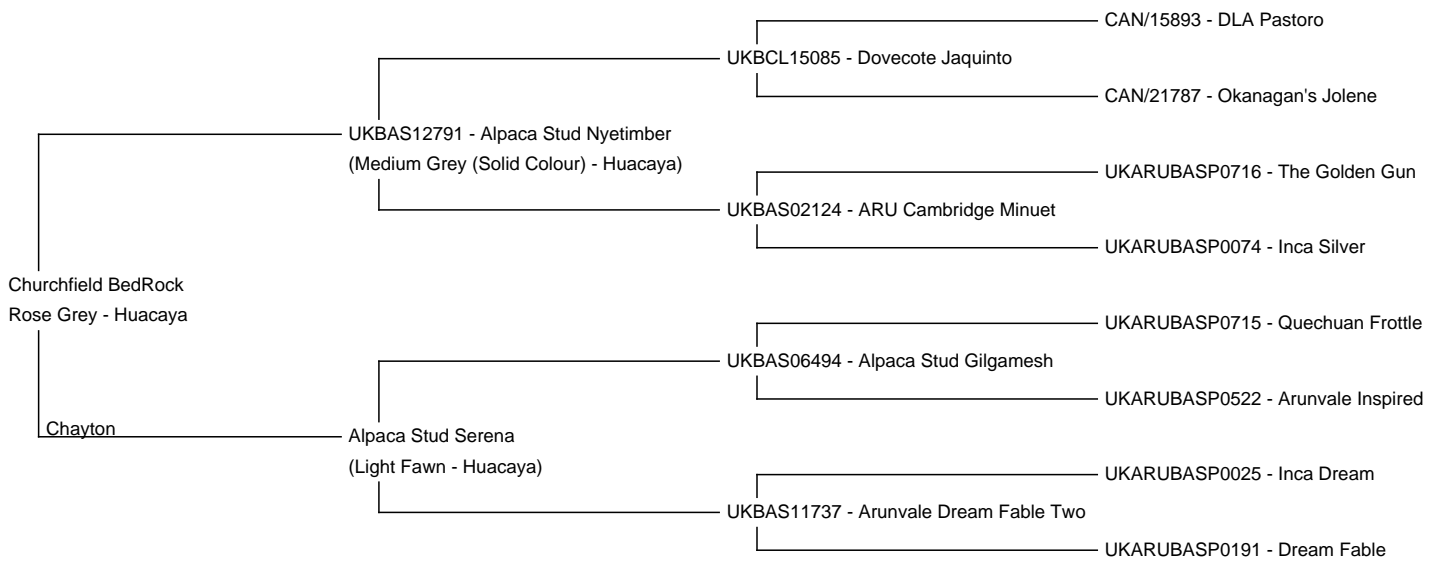 CAN/15893 - DLA Pastoro
UKBCL15085 - Dovecote Jaquinto
CAN/21787 - Okanagan's Jolene
UKBAS12791 - Alpaca Stud Nyetimber
(Medium Grey (Solid Colour) - Huacaya)
UKARUBASP0716 - The Golden Gun
UKBAS02124 - ARU Cambridge Minuet
UKARUBASP0074 - Inca Silver
Churchfield BedRock
Rose Grey - Huacaya
UKARUBASP0715 - Quechuan Frottle
UKBAS06494 - Alpaca Stud Gilgamesh
UKARUBASP0522 - Arunvale Inspired
Chayton
Alpaca Stud Serena
(Light Fawn - Huacaya)
UKARUBASP0025 - Inca Dream
UKBAS11737 - Arunvale Dream Fable Two
UKARUBASP0191 - Dream Fable